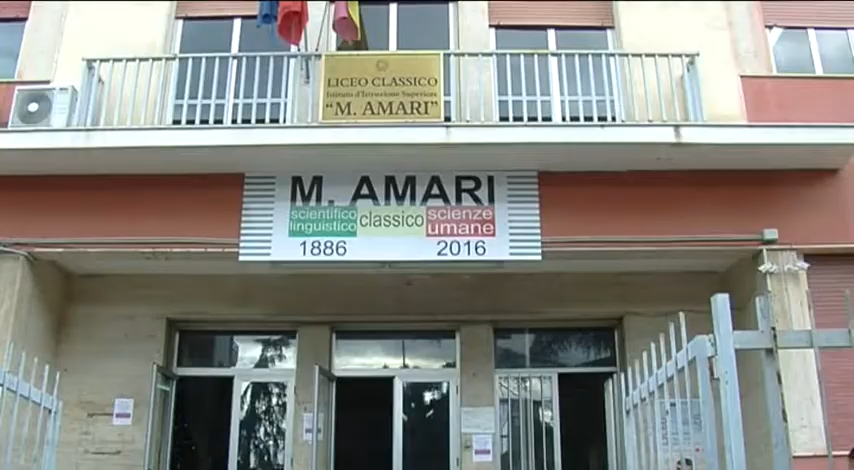 LICEO CLASSICO
Istituto d'Istruzione Superiore
"M. AMARI"
M. AMARI
scientifico classico scienze
linguistico umane
1886 2016